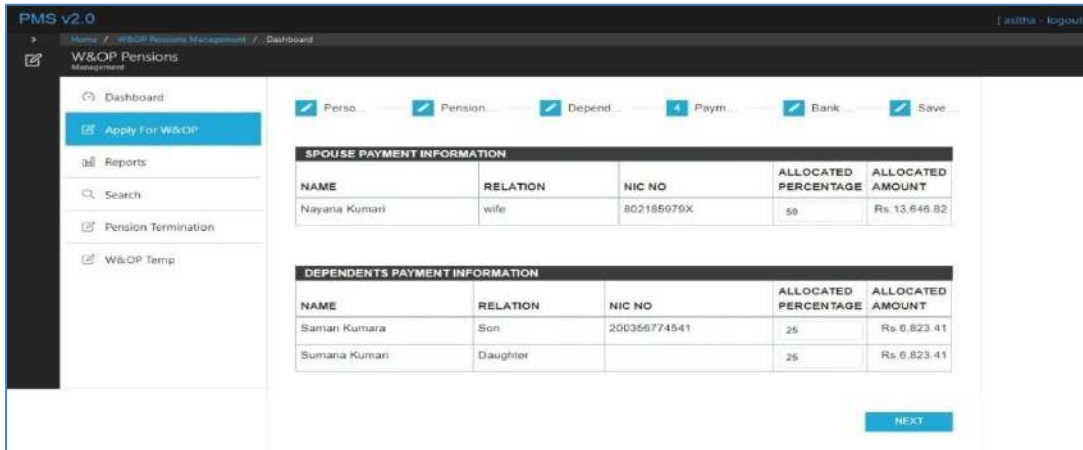 PMS v2.0
[ asitha - logout
Home / W&OP Pensions Management / Dashboard
W&OP Pensions
Management
Dashboard
Apply For W&OP
Reports
Search
Pension Termination
W&OP Temp
Perso... Pension... Depend... 4 Paym... Bank... Save...
SPOUSE PAYMENT INFORMATION
NAME RELATION NIC NO ALLOCATED PERCENTAGE ALLOCATED AMOUNT
Nayana Kumari wife 802185979X 50 Rs.13,646.82
DEPENDENTS PAYMENT INFORMATION
NAME RELATION NIC NO ALLOCATED PERCENTAGE ALLOCATED AMOUNT
Saman Kumara Son 200356774541 25 Rs.6,823.41
Sumana Kumari Daughter 25 Rs.6,823.41
NEXT